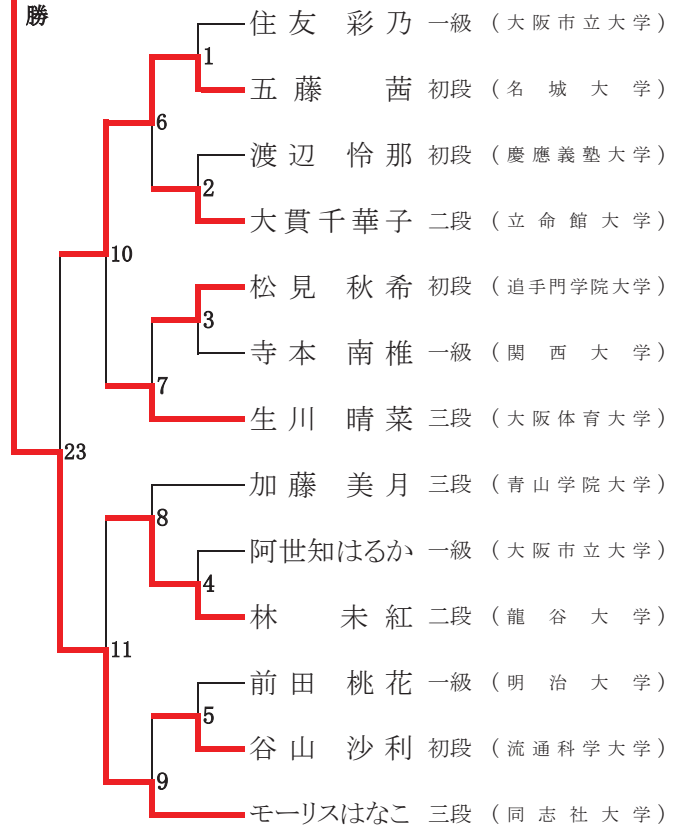 勝
住友 彩乃 一級 (大阪市立大学)
1
五藤 茜 初段 (名城大学)
6
渡辺 怜那 初段 (慶應義塾大学)
2
大貫千華子 二段 (立命館大学)
10
松見 秋希 初段 (追手門学院大学)
3
寺本 南椎 一級 (関西大学)
7
生川 晴菜 三段 (大阪体育大学)
23
加藤 美月 三段 (青山学院大学)
8
阿世知はるか 一級 (大阪市立大学)
4
林 未紅 二段 (龍谷大学)
11
前田 桃花 一級 (明治大学)
5
谷山 沙利 初段 (流通科学大学)
9
モーリスはなこ 三段 (同志社大学)